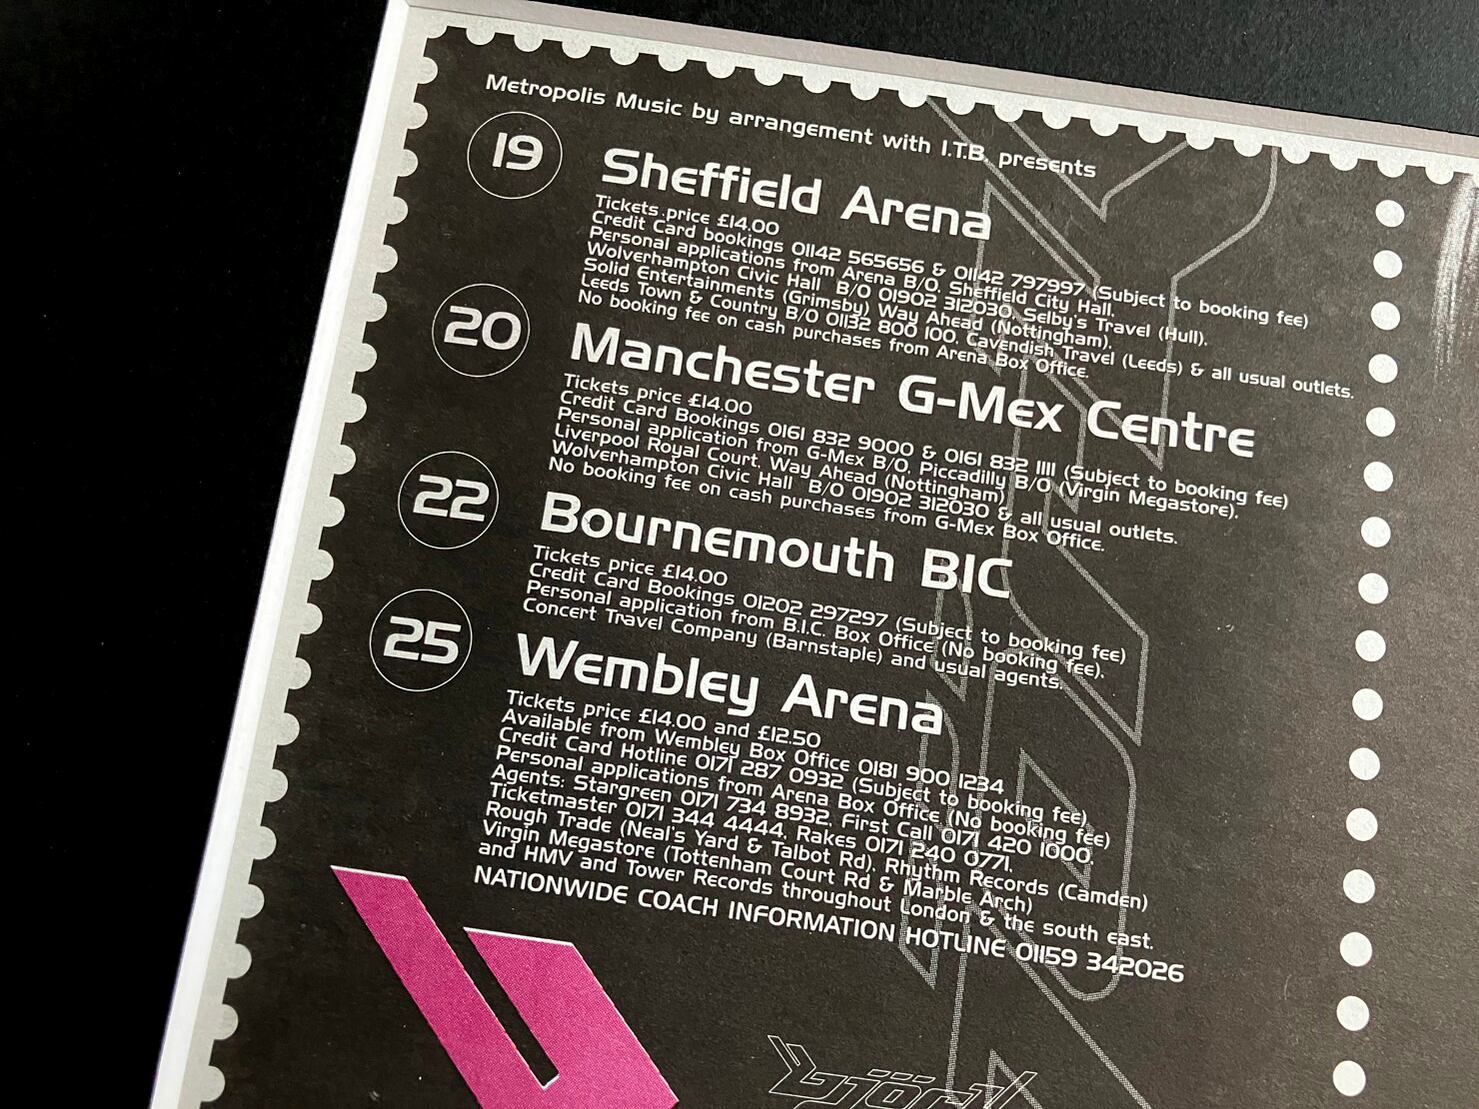 Metropolis Music by arrangement with I.T.B. presents
19
Sheffield Arena
Tickets price £14.00
Credit Card bookings 01142 565656 & 01142 797997 (Subject to booking fee)
Personal applications from Arena B/O, Sheffield City Hall,
Wolverhampton Civic Hall B/O 01902 312030, Selby's Travel (Hull),
Solid Entertainments (Grimsby) Way Ahead (Nottingham),
Leeds Town & Country B/O 01132 800 100, Cavendish Travel (Leeds) & all usual outlets.
No booking fee on cash purchases from Arena Box Office.
20
Manchester G-Mex Centre
Tickets price £14.00
Credit Card Bookings 0161 832 9000 & 0161 832 1111 (Subject to booking fee)
Personal application from G-Mex B/O, Piccadilly B/O (Virgin Megastore),
Liverpool Royal Court, Way Ahead (Nottingham)
Wolverhampton Civic Hall B/O 01902 312030 & all usual outlets.
No booking fee on cash purchases from G-Mex Box Office.
22
Bournemouth BIC
Tickets price £14.00
Credit Card Bookings 01202 297297 (Subject to booking fee)
Personal application from B.I.C. Box Office (No booking fee),
Concert Travel Company (Barnstaple) and usual agents.
25
Wembley Arena
Tickets price £14.00 and £12.50
Available from Wembley Box Office 0181 900 1234
Credit Card Hotline 0171 287 0932 (Subject to booking fee)
Personal applications from Arena Box Office (No booking fee)
Agents: Stargreen 0171 734 8932, First Call 0171 420 1000,
Ticketmaster 0171 344 4444, Rakes 0171 240 0771,
Rough Trade (Neal's Yard & Talbot Rd), Rhythm Records (Camden)
Virgin Megastore (Tottenham Court Rd & Marble Arch)
and HMV and Tower Records throughout London & the south east.
NATIONWIDE COACH INFORMATION HOTLINE 01159 342026
björk